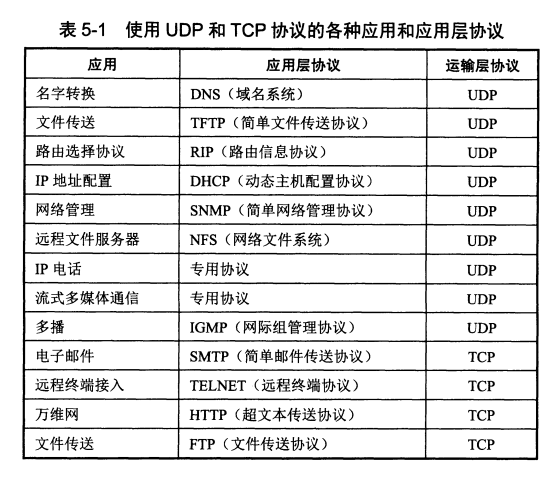 表 5-1 使用 UDP 和 TCP 协议的各种应用和应用层协议
应用 应用层协议 运输层协议
名字转换 DNS（域名系统） UDP
文件传送 TFTP（简单文件传送协议） UDP
路由选择协议 RIP（路由信息协议） UDP
IP 地址配置 DHCP（动态主机配置协议） UDP
网络管理 SNMP（简单网络管理协议） UDP
远程文件服务器 NFS（网络文件系统） UDP
IP 电话 专用协议 UDP
流式多媒体通信 专用协议 UDP
多播 IGMP（网际组管理协议） UDP
电子邮件 SMTP（简单邮件传送协议） TCP
远程终端接入 TELNET（远程终端协议） TCP
万维网 HTTP（超文本传送协议） TCP
文件传送 FTP（文件传送协议） TCP